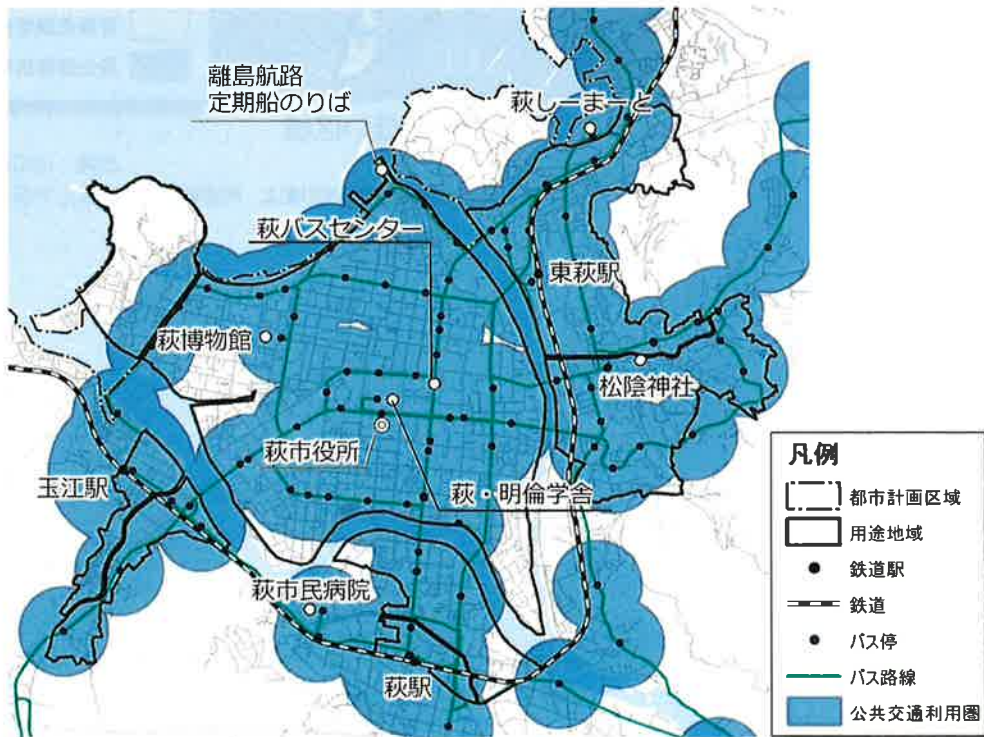 離島航路
定期船のりば
萩しーまーと
萩バスセンター
東萩駅
萩博物館
松陰神社
萩市役所
玉江駅
萩・明倫学舎
萩市民病院
萩駅
凡例
都市計画区域
用途地域
鉄道駅
鉄道
バス停
バス路線
公共交通利用圏